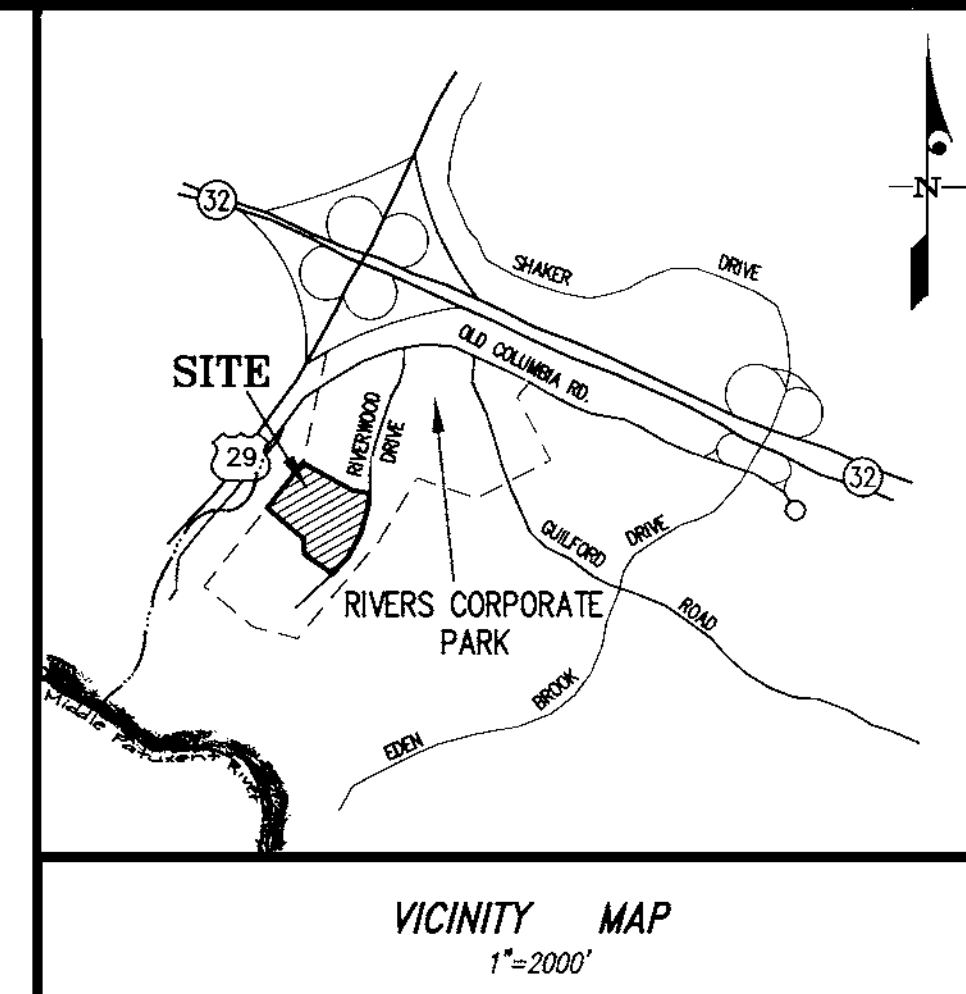 N
32
SHAKER DRIVE
OLD COLUMBIA RD.
SITE
RIVERWOOD
DRIVE
29
32
GUILFORD ROAD
RIVERS CORPORATE
PARK
EDEN BROOK DRIVE
Middle Patuxent River
VICINITY MAP
1"=2000'